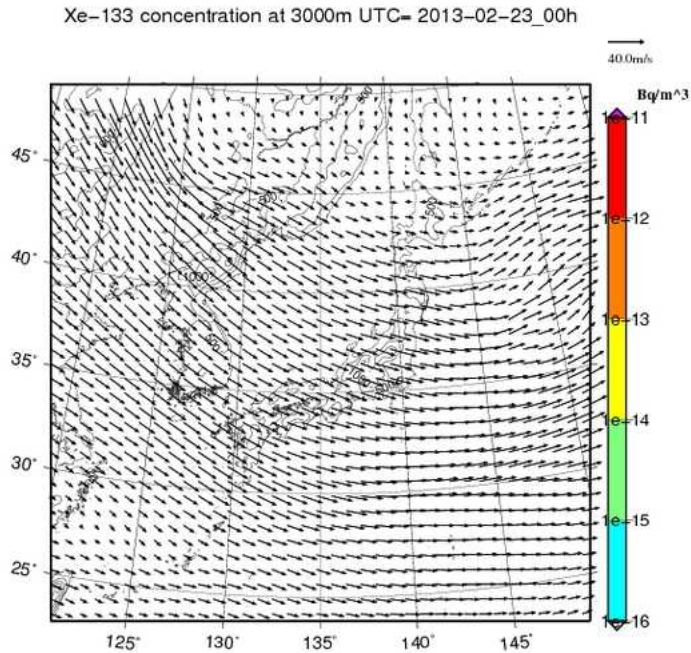 Xe-133 concentration at 3000m UTC= 2013-02-23_00h
40.0m/s
Bq/m^3
1e-11
45°
1e-12
500
500
40°
1000
1e-13
35°
1e-14
30°
1e-15
25°
1e-16
125° 130° 135° 140° 145°